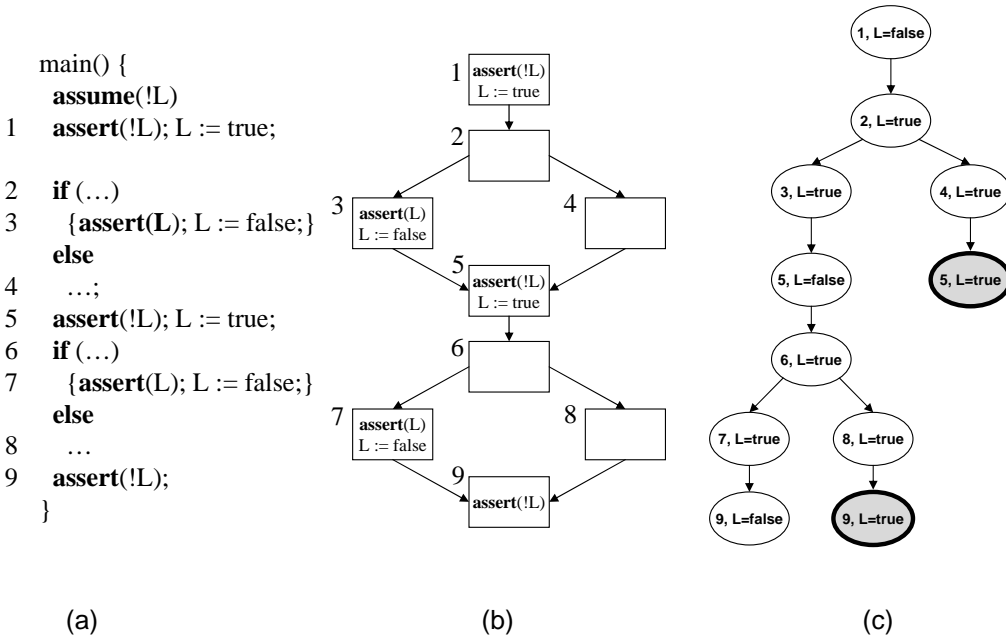 main() {
assume(!L)
1 assert(!L); L := true;
2 if (…)
3 {assert(L); L := false;}
else
4 …;
5 assert(!L); L := true;
6 if (…)
7 {assert(L); L := false;}
else
8 …
9 assert(!L);
}
(a)
1
assert(!L)
L := true
2
3
assert(L)
L := false
4
5
assert(!L)
L := true
6
7
assert(L)
L := false
8
9
assert(!L)
(b)
1, L=false
2, L=true
3, L=true
4, L=true
5, L=false
5, L=true
6, L=true
7, L=true
8, L=true
9, L=false
9, L=true
(c)